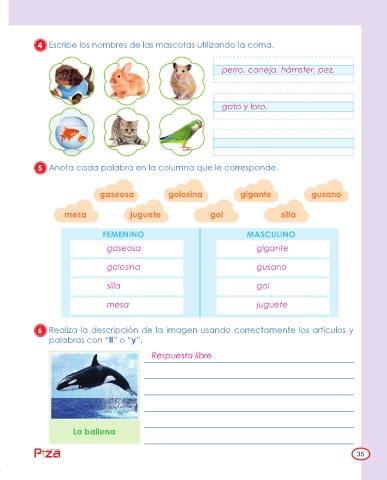 4 Escribe los nombres de las mascotas utilizando la coma.
perro, conejo, hámster, pez,
gato y loro.
5 Anota cada palabra en la columna que le corresponde.
gaseosa golosina gigante gusano
mesa juguete gol silla
FEMENINO MASCULINO
gaseosa gigante
golosina gusano
silla gol
mesa juguete
6 Realiza la descripción de la imagen usando correctamente los artículos y
palabras con "ll" o "y".
Respuesta libre
La ballena
Piza 35